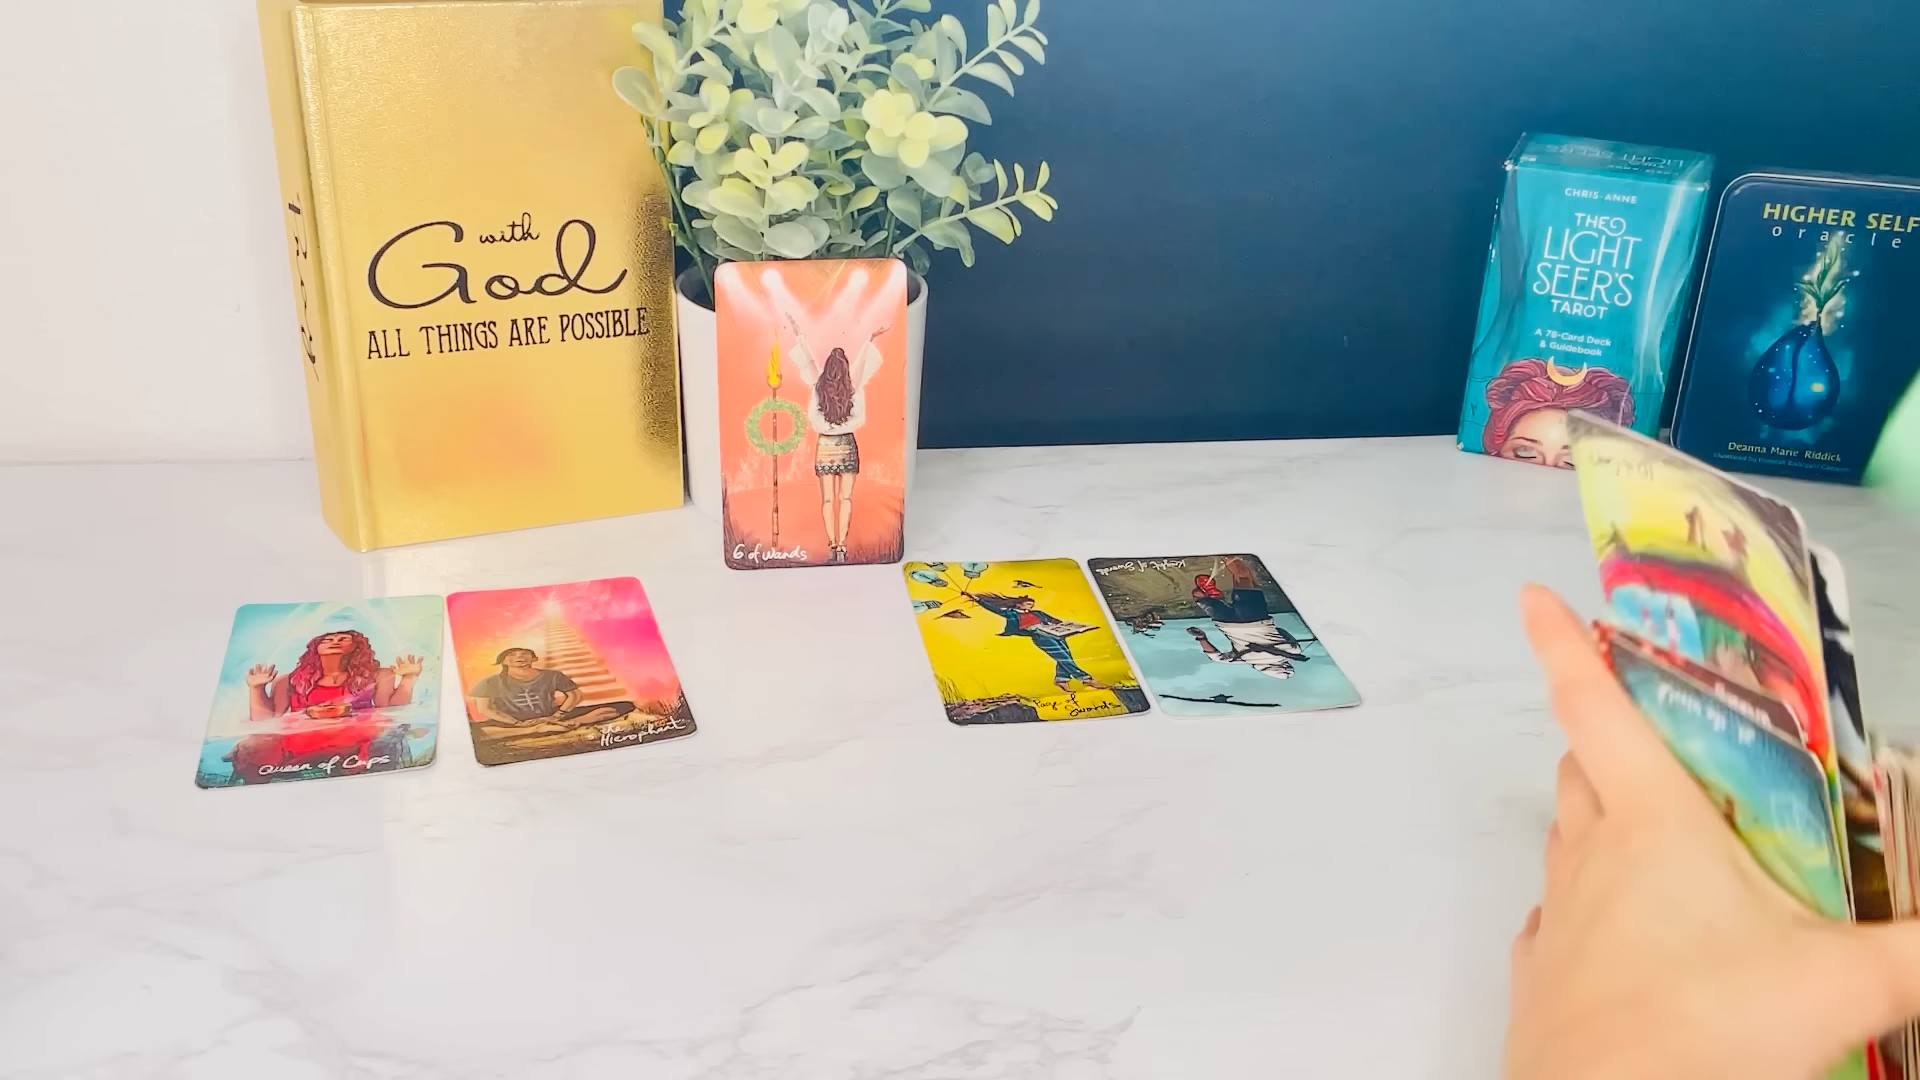 with
God
ALL THINGS ARE POSSIBLE
6 of wands
Queen of Cups
the
Hierophant
Page of
Swords
Knight of Swords
CHRIS-ANNE
THE
LIGHT
SEER'S
TAROT
A 78-Card Deck
& Guidebook
HIGHER SELF
oracle
Deanna Marie Riddick